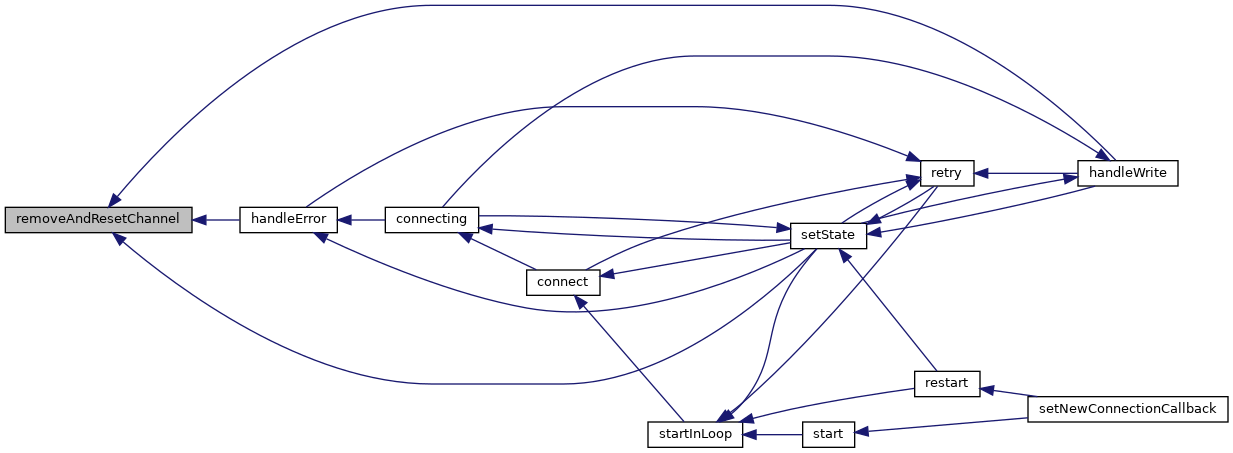 retry
handleWrite
removeAndResetChannel
handleError
connecting
setState
connect
restart
setNewConnectionCallback
startInLoop
start